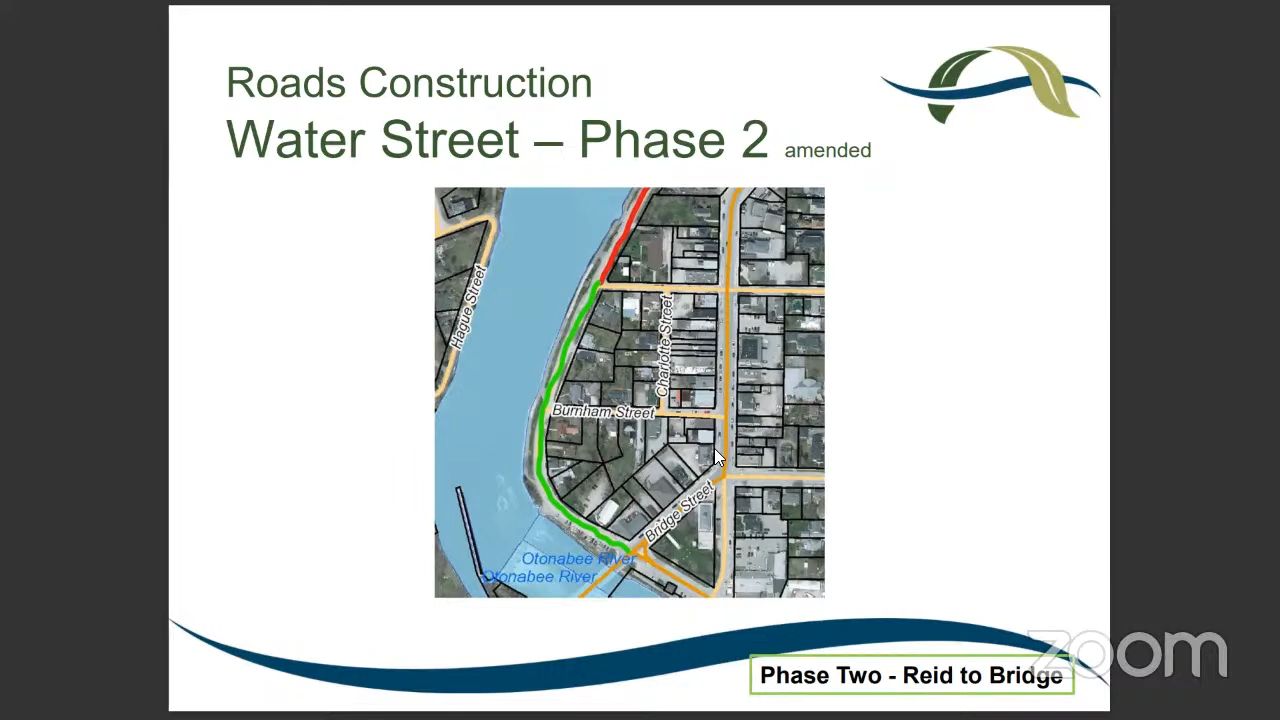 Roads Construction
Water Street – Phase 2 amended
Hague Street
Charlotte Street
Burnham Street
Bridge Street
Otonabee River
Otonabee River
Phase Two - Reid to Bridge
zoom